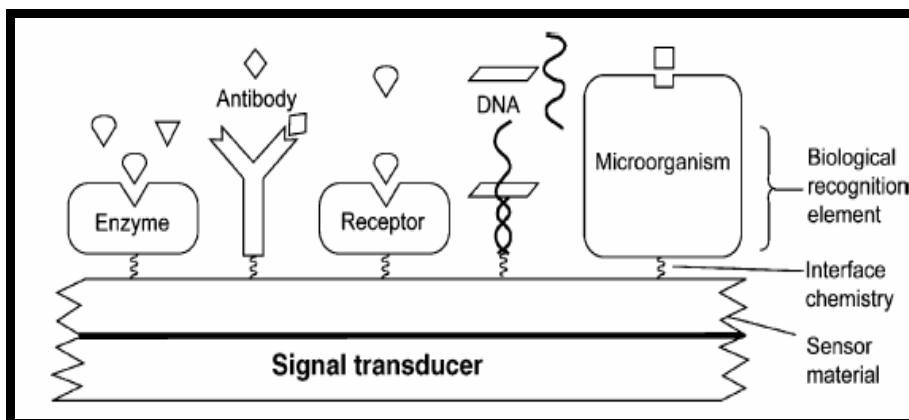 Antibody
DNA
Microorganism
Biological
recognition
element
Enzyme
Receptor
Interface
chemistry
Sensor
material
Signal transducer